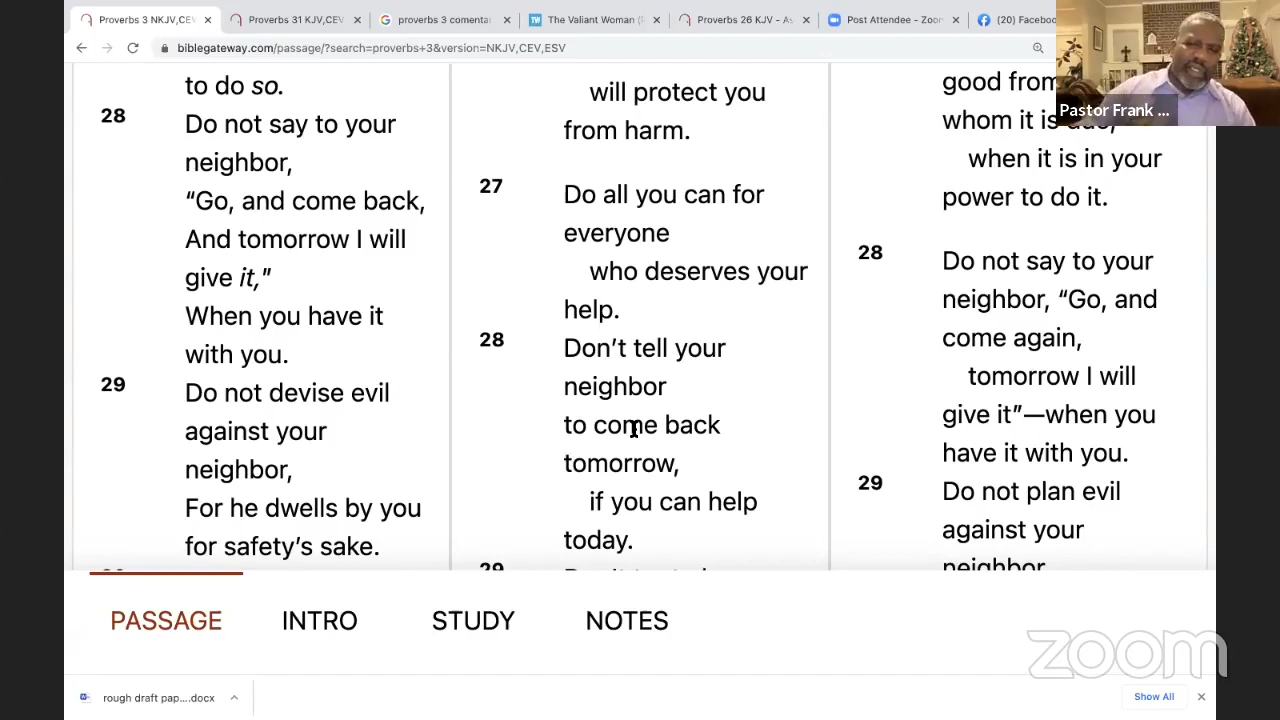 Proverbs 3 NKJV,CEV
Proverbs 31 KJV,CEV
proverbs 3 comentar
The Valiant Woman (
Proverbs 26 KJV - A
Post Attendee - Zoom
(20) Facebo
biblegateway.com/passage/?search=proverbs+3&version=NKJV,CEV,ESV
to do so.
28
Do not say to your
neighbor,
“Go, and come back,
And tomorrow I will
give it,”
When you have it
with you.
29
Do not devise evil
against your
neighbor,
For he dwells by you
for safety’s sake.
will protect you
from harm.
27
Do all you can for
everyone
who deserves your
help.
28
Don’t tell your
neighbor
to come back
tomorrow,
if you can help
today.
29
good from
whom it is due,
when it is in your
power to do it.
28
Do not say to your
neighbor, “Go, and
come again,
tomorrow I will
give it”—when you
have it with you.
29
Do not plan evil
against your
neighbor
Pastor Frank ...
PASSAGE
INTRO
STUDY
NOTES
zoom
rough draft pap....docx
Show All